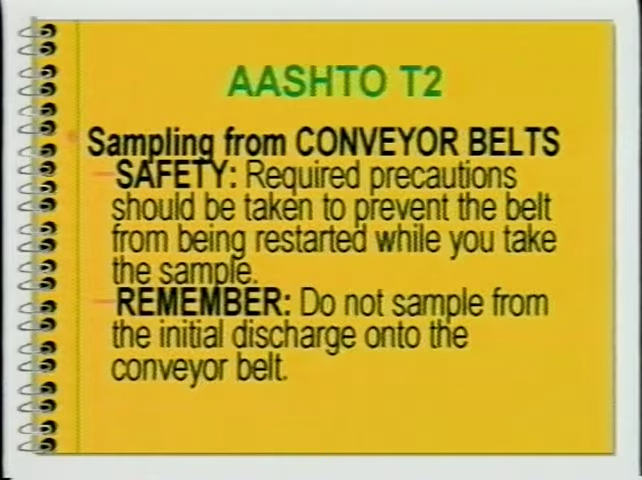 AASHTO T2
Sampling from CONVEYOR BELTS
–SAFETY: Required precautions
should be taken to prevent the belt
from being restarted while you take
the sample.
–REMEMBER: Do not sample from
the initial discharge onto the
conveyor belt.